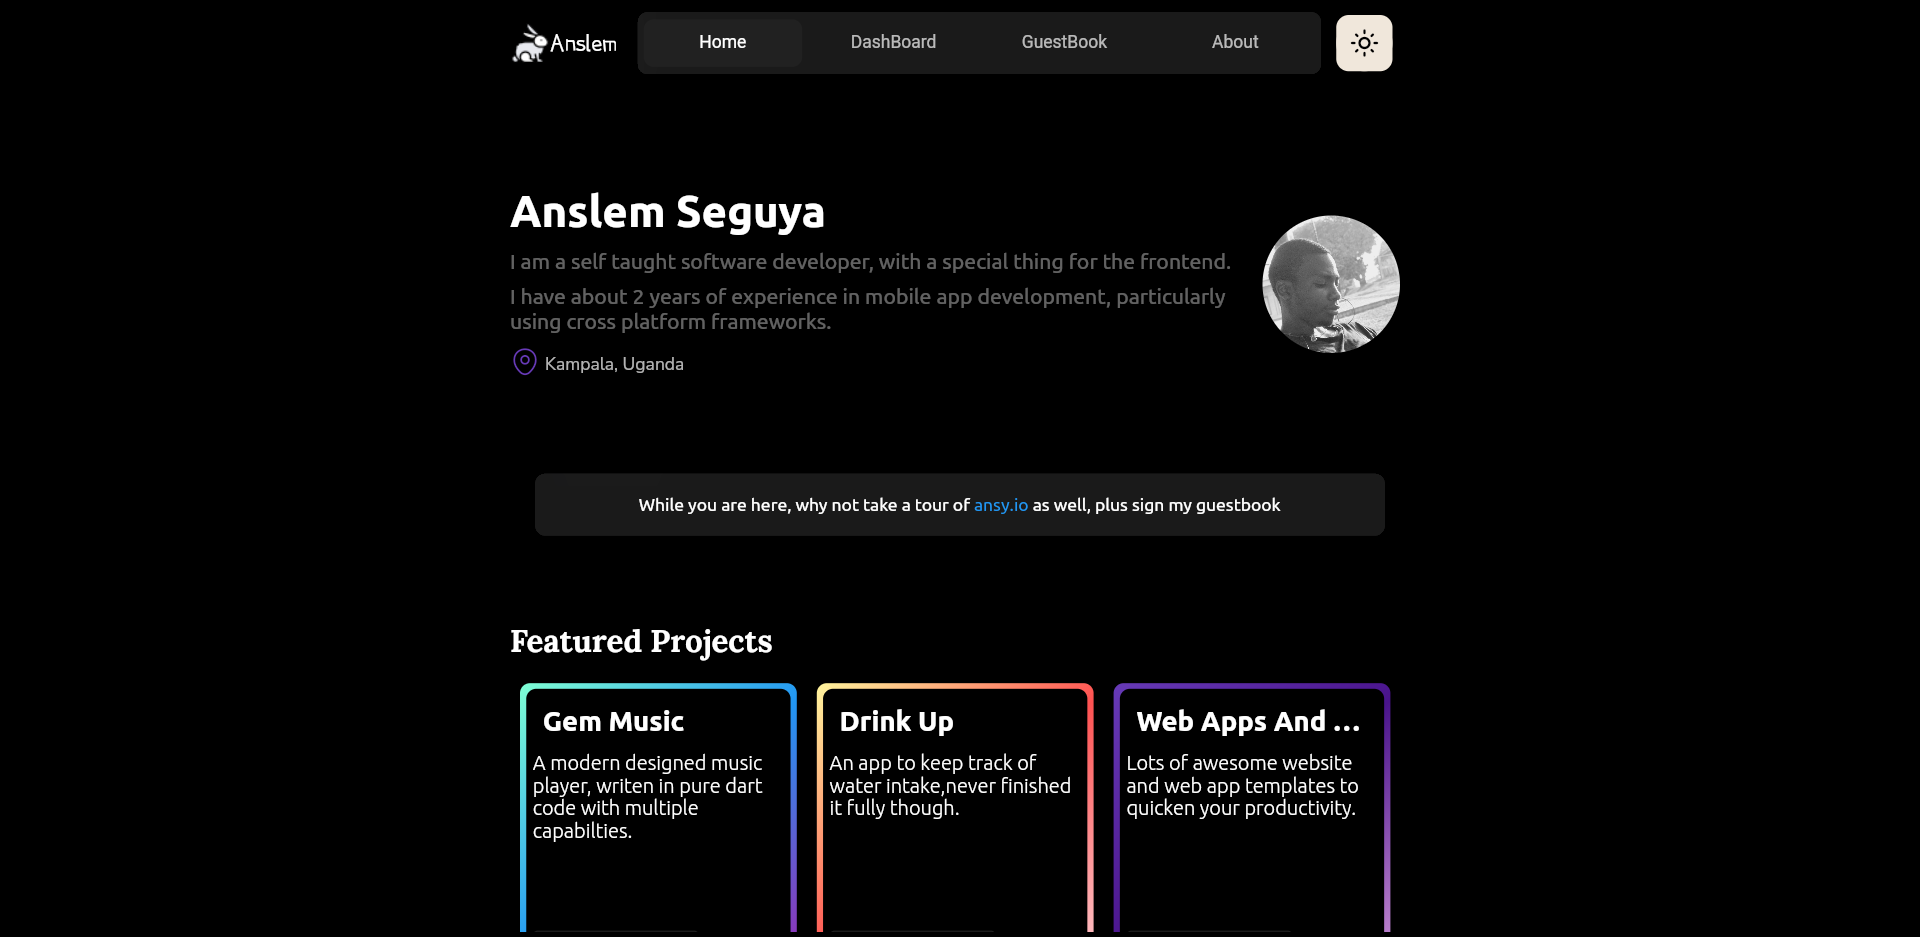 Anslem
Home DashBoard GuestBook About
Anslem Seguya
I am a self taught software developer, with a special thing for the frontend.
I have about 2 years of experience in mobile app development, particularly
using cross platform frameworks.
Kampala, Uganda
While you are here, why not take a tour of ansy.io as well, plus sign my guestbook
Featured Projects
Gem Music
A modern designed music
player, writen in pure dart
code with multiple
capabilties.
Drink Up
An app to keep track of
water intake,never finished
it fully though.
Web Apps And ...
Lots of awesome website
and web app templates to
quicken your productivity.